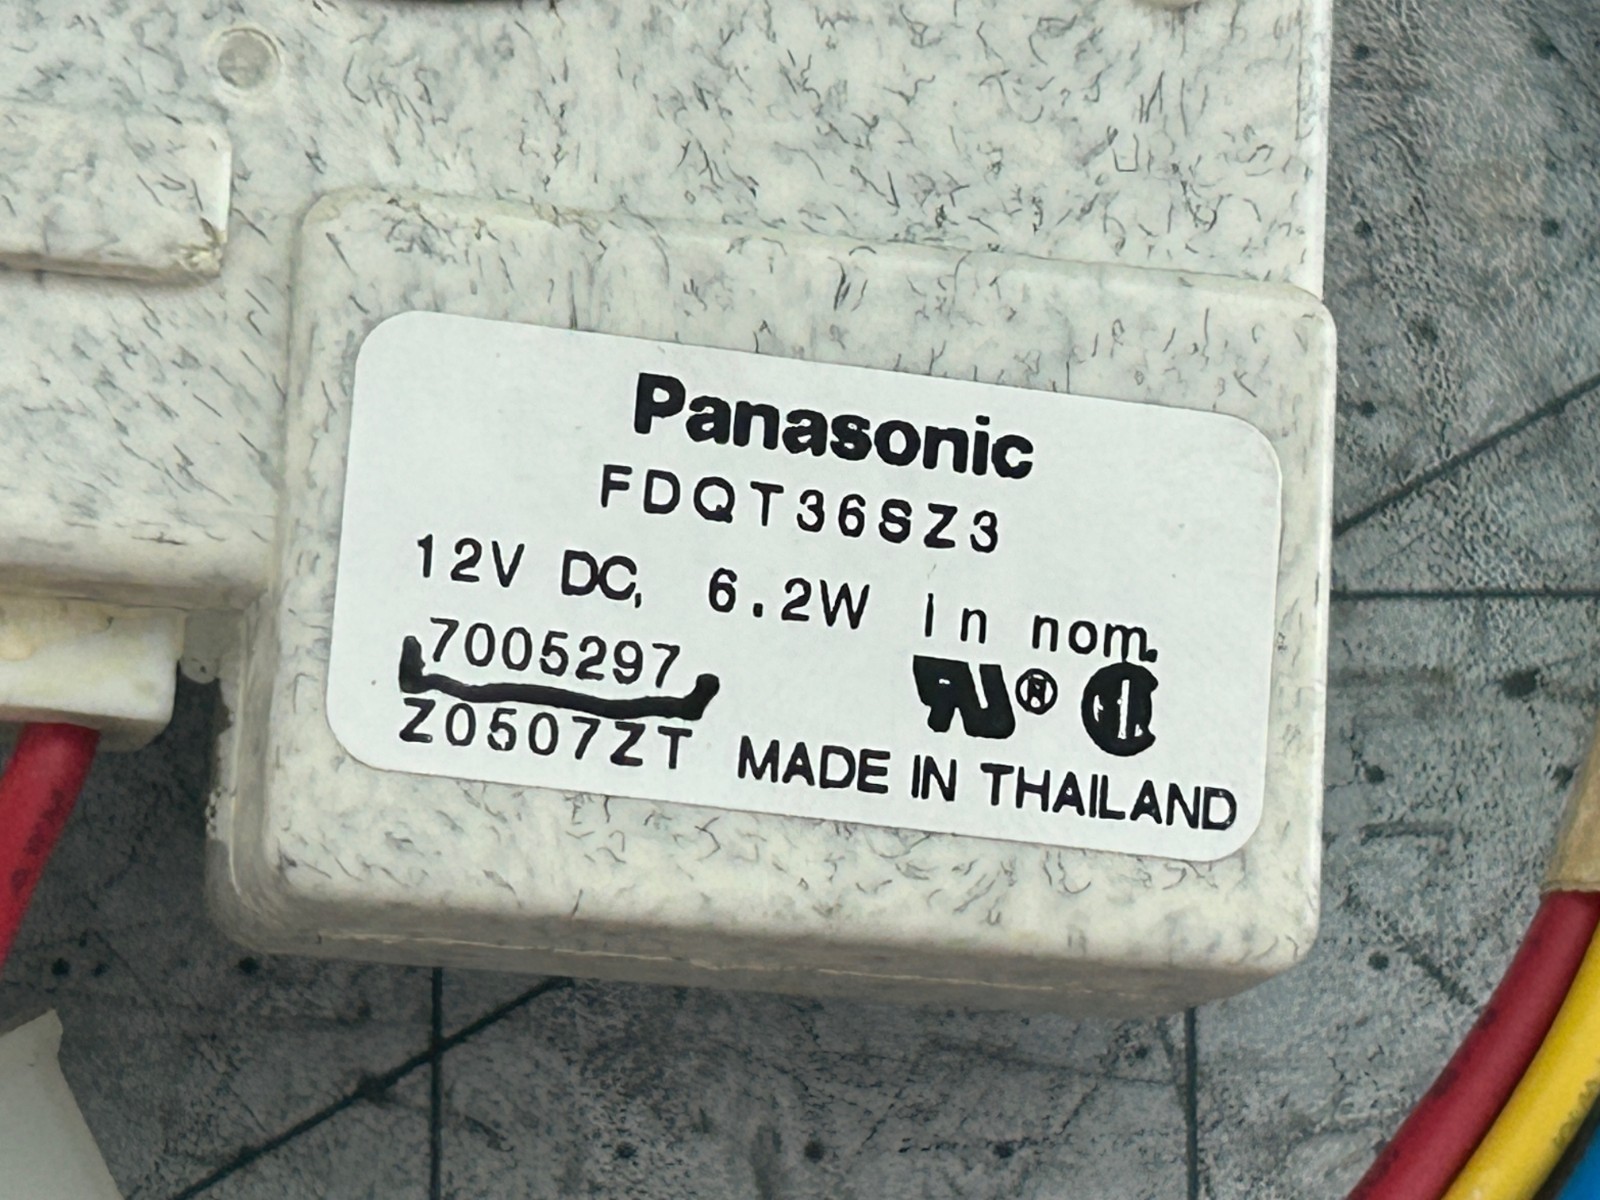 Panasonic
FDQT36SZ3
12V DC, 6.2W in nom.
7005297
Z0507ZT MADE IN THAILAND